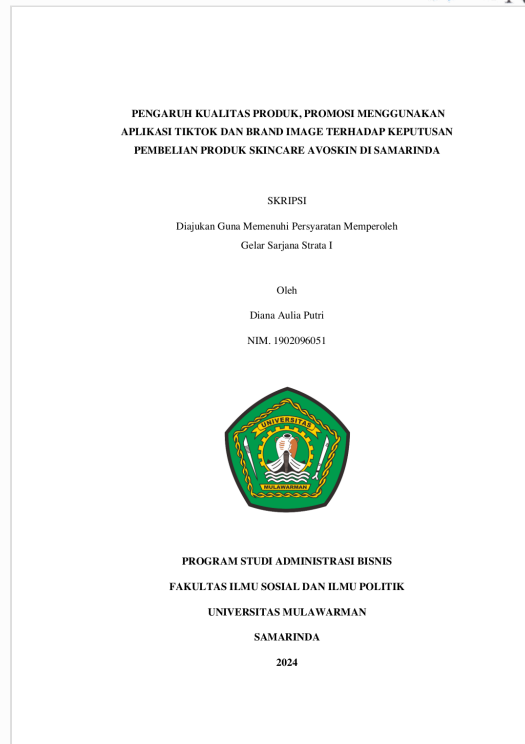 PENGARUH KUALITAS PRODUK, PROMOSI MENGGUNAKAN
APLIKASI TIKTOK DAN BRAND IMAGE TERHADAP KEPUTUSAN
PEMBELIAN PRODUK SKINCARE AVOSKIN DI SAMARINDA
SKRIPSI
Diajukan Guna Memenuhi Persyaratan Memperoleh
Gelar Sarjana Strata I
Oleh
Diana Aulia Putri
NIM. 1902096051
UNIVERSITAS
MULAWARMAN
PROGRAM STUDI ADMINISTRASI BISNIS
FAKULTAS ILMU SOSIAL DAN ILMU POLITIK
UNIVERSITAS MULAWARMAN
SAMARINDA
2024